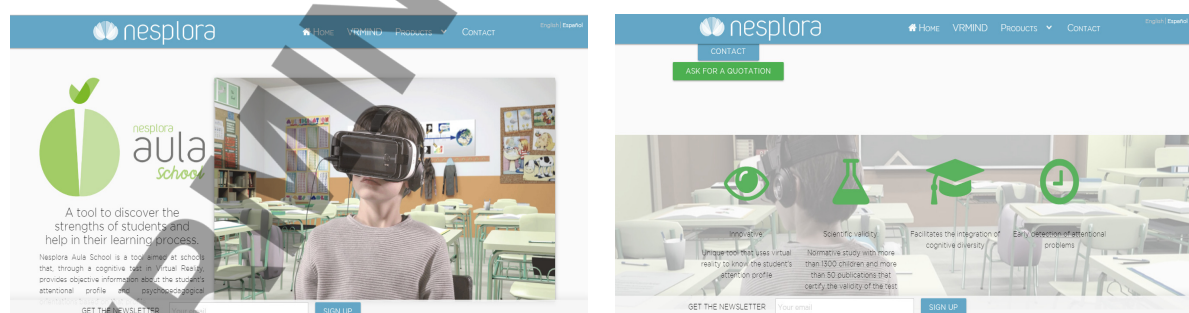 nesplora
Home VRMIND Products Contact
English | Español
nesplora
aula
School
A tool to discover the
strengths of students and
help in their learning process.
Nesplora Aula School is a tool aimed at schools
that, through a cognitive test in Virtual Reality,
provides objective information about the student's
attentional profile and psychopedagogical
GET THE NEWSLETTER Your email SIGN UP
nesplora
Home VRMIND Products Contact
English | Español
CONTACT
ASK FOR A QUOTATION
Innovative,
Unique tool that uses virtual
reality to know the student's
attention profile
Scientific validity
Normative study with more
than 1300 children and more
than 50 publications that
certify the validity of the test.
Facilitates the integration of
cognitive diversity
Early detection of attentional
problems
GET THE NEWSLETTER Your email SIGN UP